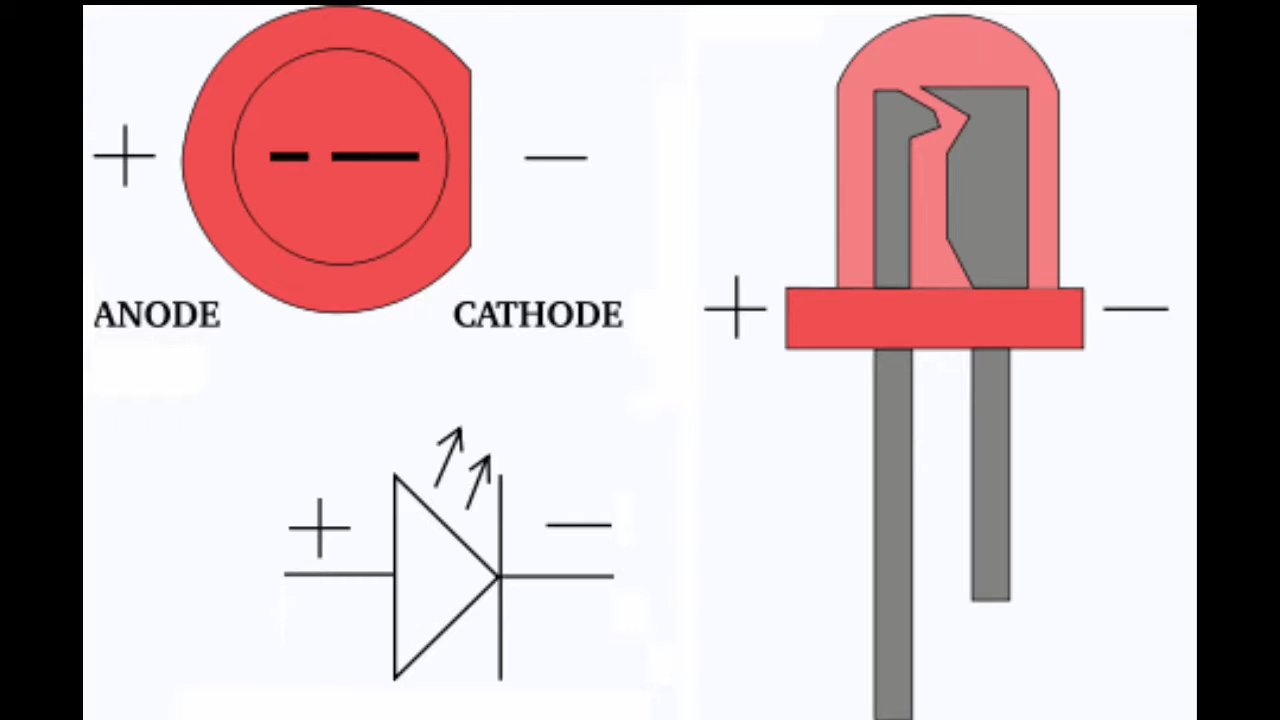 + —
ANODE CATHODE
+ —
+ —